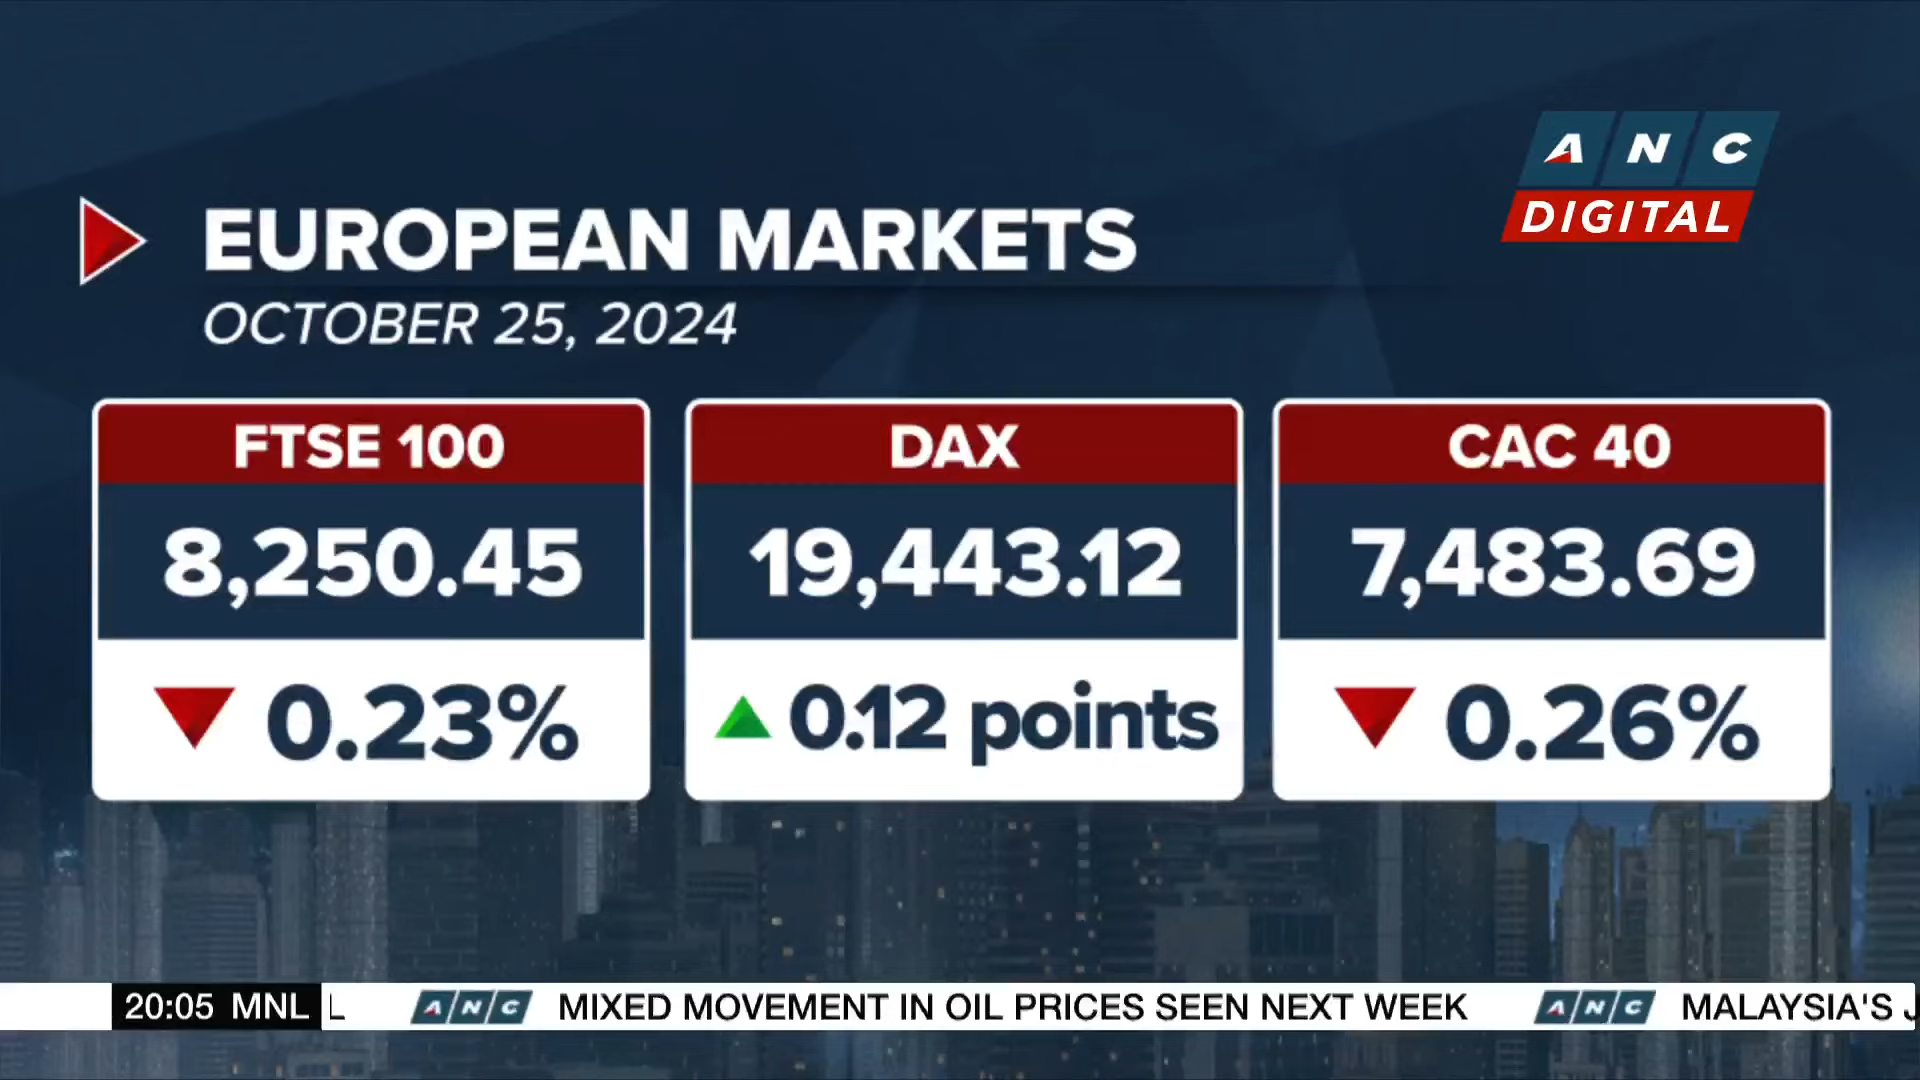 ANC
DIGITAL
EUROPEAN MARKETS
OCTOBER 25, 2024
FTSE 100
8,250.45
0.23%
DAX
19,443.12
0.12 points
CAC 40
7,483.69
0.26%
20:05 MNL L ANC MIXED MOVEMENT IN OIL PRICES SEEN NEXT WEEK ANC MALAYSIA'S J